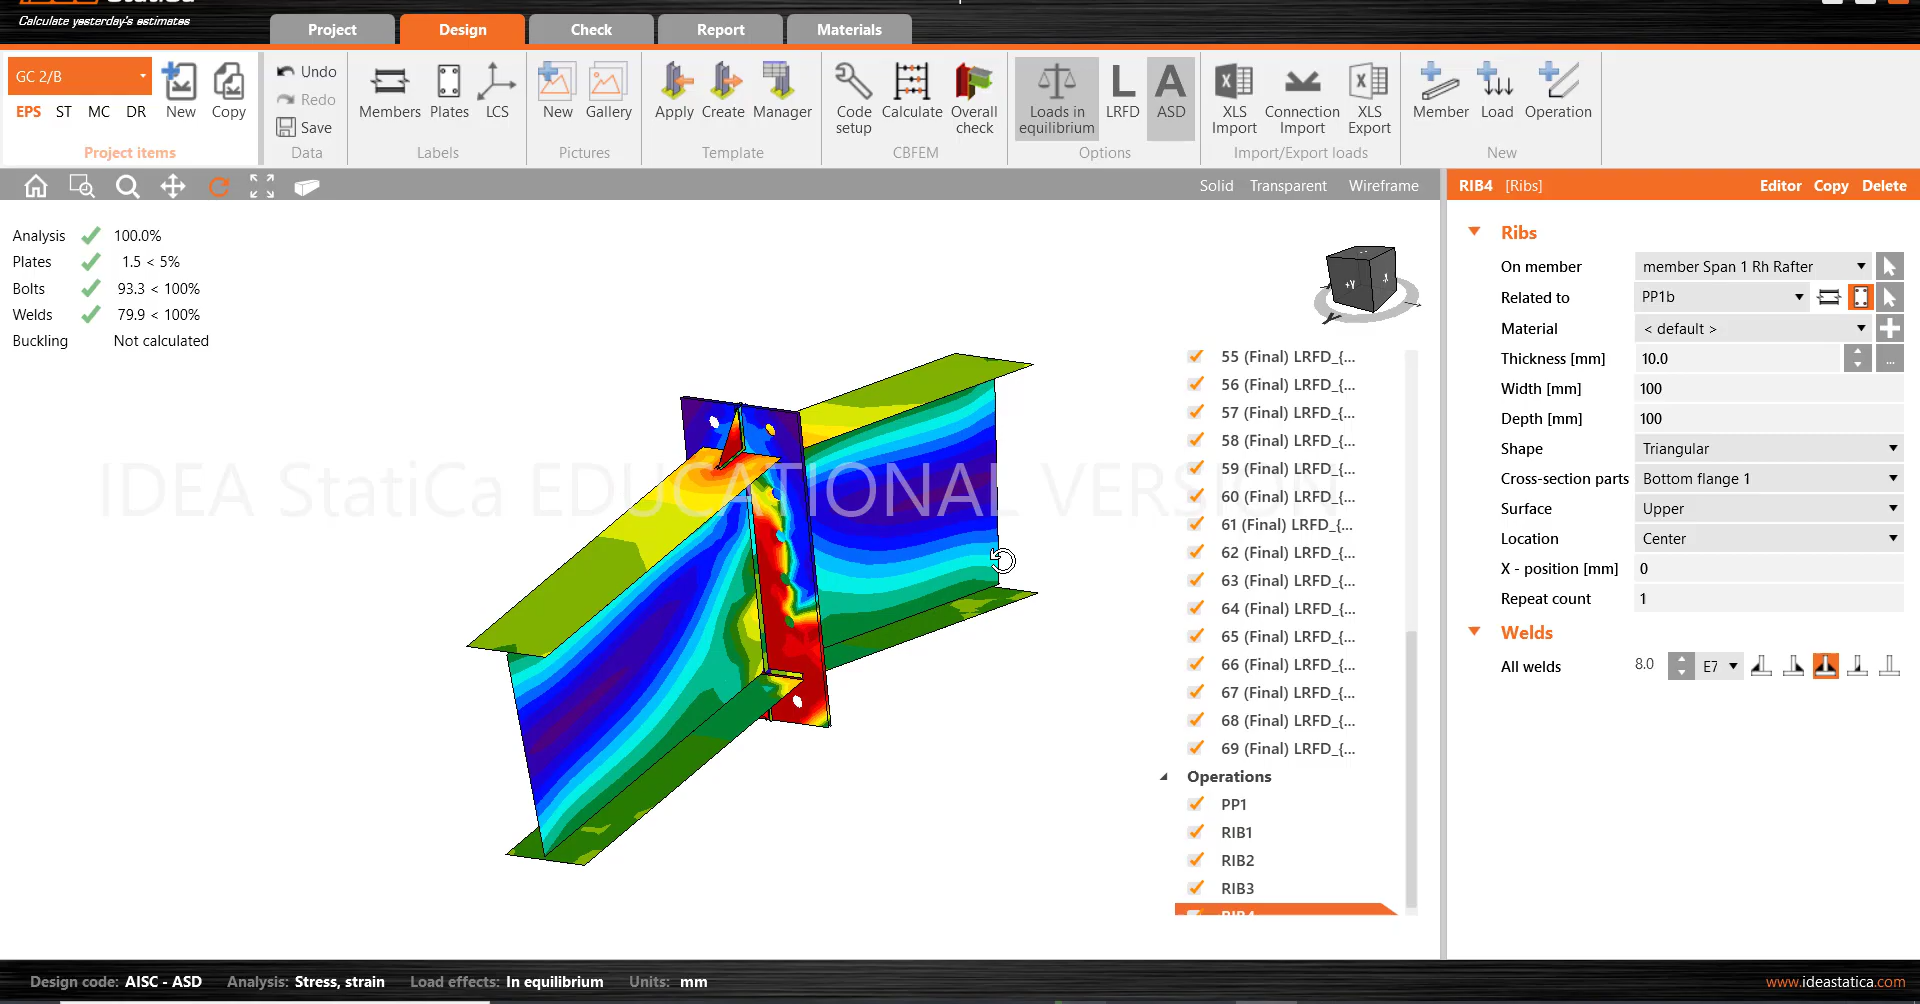 Calculate yesterday's estimates
Project
Design
Check
Report
Materials
GC 2/B
EPS ST MC DR
New
Copy
Project items
Undo
Redo
Save
Data
Members
Plates
LCS
Labels
New
Gallery
Pictures
Apply
Create
Manager
Template
Code setup
Calculate
Overall check
CBFEM
Loads in equilibrium
LRFD
ASD
Options
XLS Import
Connection Import
XLS Export
Import/Export loads
Member
Load
Operation
New
Solid Transparent Wireframe
RIB4 [Ribs] Editor Copy Delete
Analysis 100.0%
Plates 1.5 < 5%
Bolts 93.3 < 100%
Welds 79.9 < 100%
Buckling Not calculated
+Y
IDEA StatiCa EDUCATIONAL VERSION
55 (Final) LRFD_(...
56 (Final) LRFD_(...
57 (Final) LRFD_(...
58 (Final) LRFD_(...
59 (Final) LRFD_(...
60 (Final) LRFD_(...
61 (Final) LRFD_(...
62 (Final) LRFD_(...
63 (Final) LRFD_(...
64 (Final) LRFD_(...
65 (Final) LRFD_(...
66 (Final) LRFD_(...
67 (Final) LRFD_(...
68 (Final) LRFD_(...
69 (Final) LRFD_(...
Operations
PP1
RIB1
RIB2
RIB3
RIB4
Ribs
On member member Span 1 Rh Rafter
Related to PP1b
Material < default >
Thickness [mm] 10.0 ...
Width [mm] 100
Depth [mm] 100
Shape Triangular
Cross-section parts Bottom flange 1
Surface Upper
Location Center
X - position [mm] 0
Repeat count 1
Welds
All welds 8.0 E7
Design code: AISC - ASD Analysis: Stress, strain Load effects: In equilibrium Units: mm
www.ideastatica.com